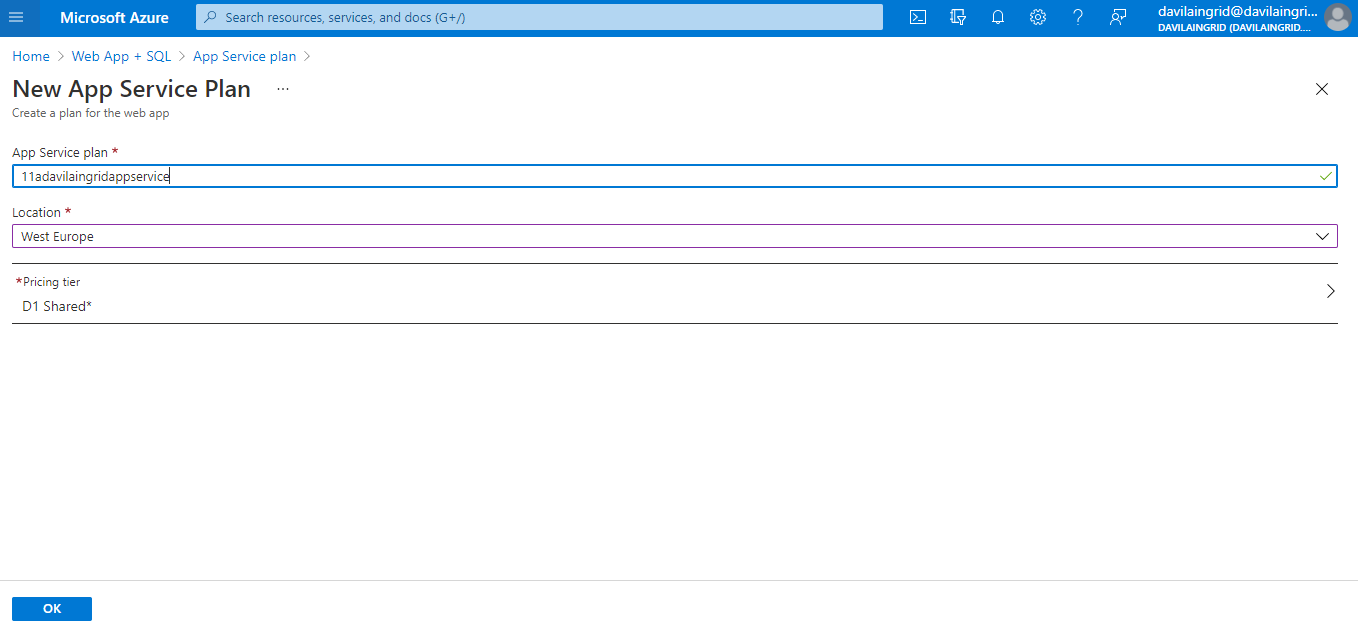 Microsoft Azure
Search resources, services, and docs (G+/)
davilaingrid@davilaingri...
DAVILAINGRID (DAVILAINGRID....
Home > Web App + SQL > App Service plan >
New App Service Plan ...
Create a plan for the web app
App Service plan *
11adavilaingridappservice
Location *
West Europe
*Pricing tier
D1 Shared*
OK